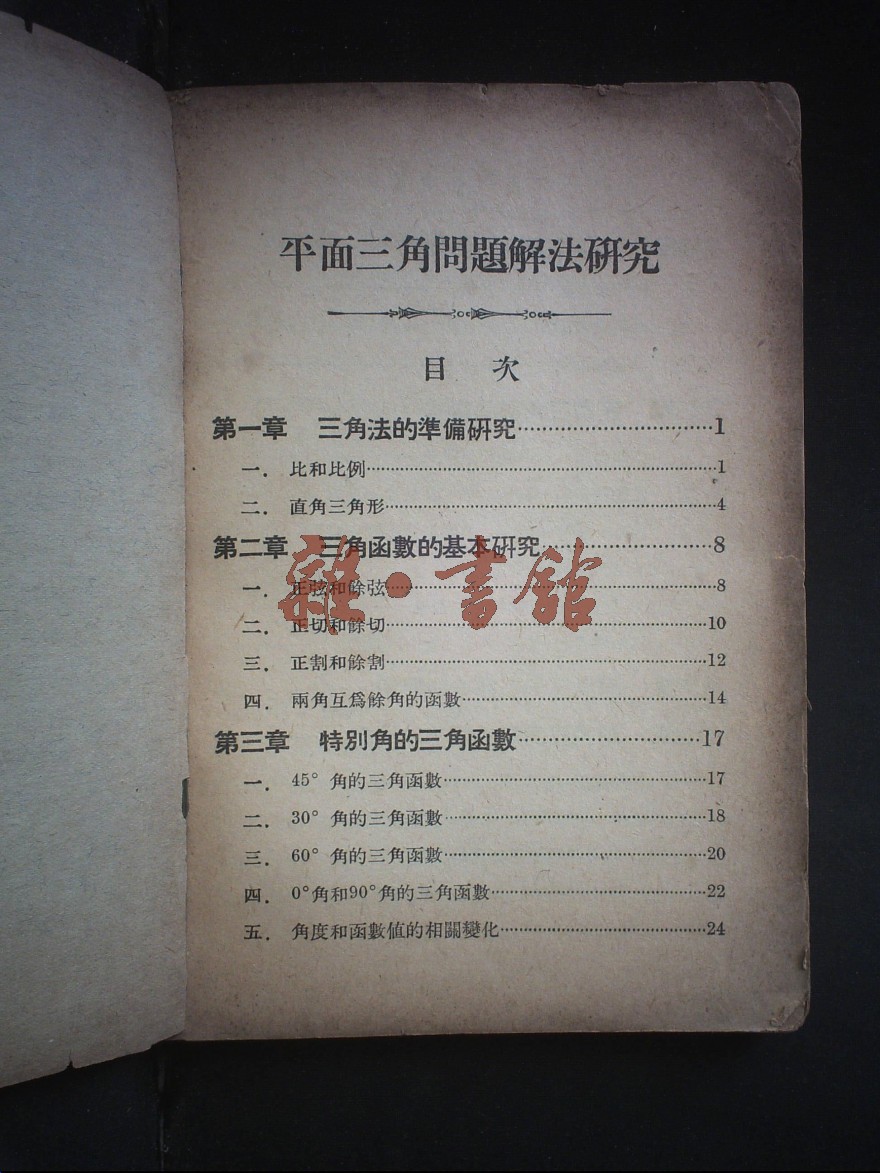 平面三角問題解法研究
目 次
第一章 三角法的準備研究…………………………1
一. 比和比例…………………………1
二. 直角三角形…………………………4
第二章 三角函數的基本研究…………………………8
一. 正弦和餘弦…………………………8
雜·書館
二. 正切和餘切…………………………10
三. 正割和餘割…………………………12
四. 兩角互爲餘角的函數…………………………14
第三章 特別角的三角函數…………………………17
一. 45° 角的三角函數…………………………17
二. 30° 角的三角函數…………………………18
三. 60° 角的三角函數…………………………20
四. 0°角和90°角的三角函數…………………………22
五. 角度和函數值的相關變化…………………………24